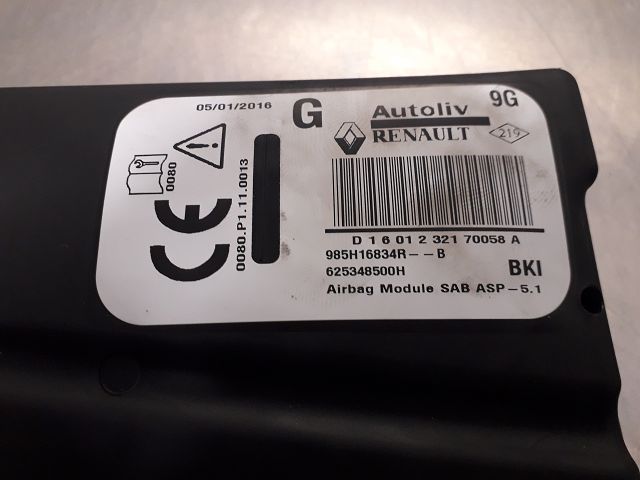 05/01/2016
G
Autoliv
9G
RENAULT
219
0080
CE
0080.P1.11.0013
D 1 6 01 2 321 70058 A
985H16834R--B
625348500H
BKI
Airbag Module SAB ASP-5.1